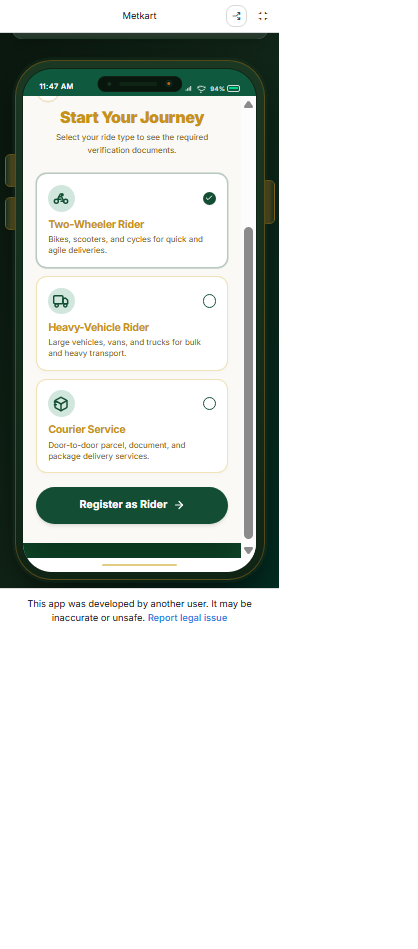 Metkart
11:47 AM
94%
Start Your Journey
Select your ride type to see the required
verification documents.
Two-Wheeler Rider
Bikes, scooters, and cycles for quick and
agile deliveries.
Heavy-Vehicle Rider
Large vehicles, vans, and trucks for bulk
and heavy transport.
Courier Service
Door-to-door parcel, document, and
package delivery services.
Register as Rider →
This app was developed by another user. It may be
inaccurate or unsafe. Report legal issue